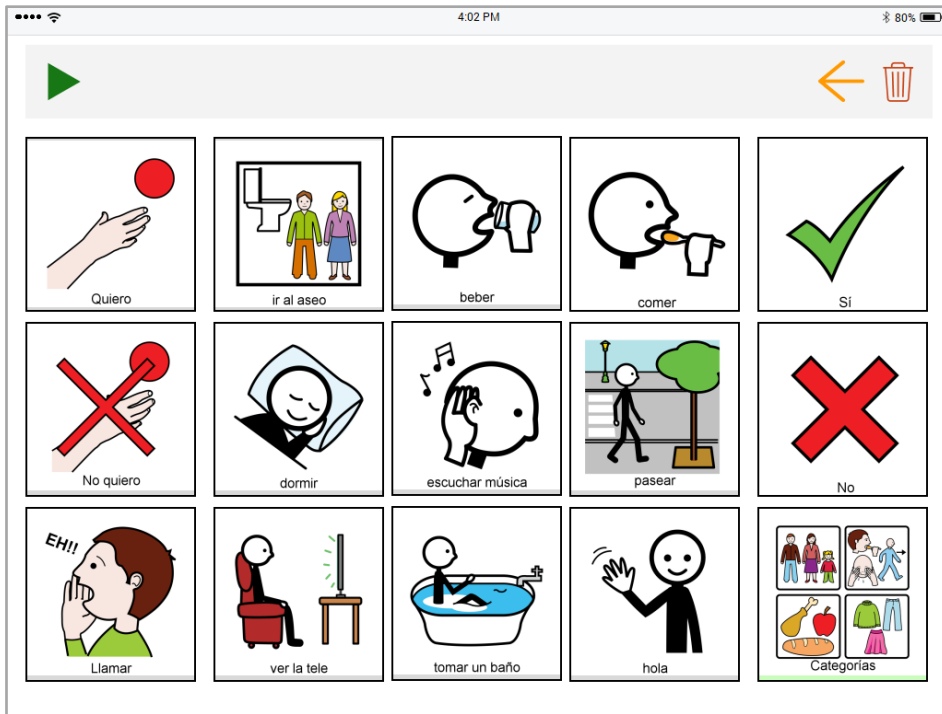 4:02 PM
80%
Quiero
ir al aseo
beber
comer
Sí
No quiero
dormir
escuchar música
pasear
No
EH!!
Llamar
ver la tele
tomar un baño
hola
Categorías